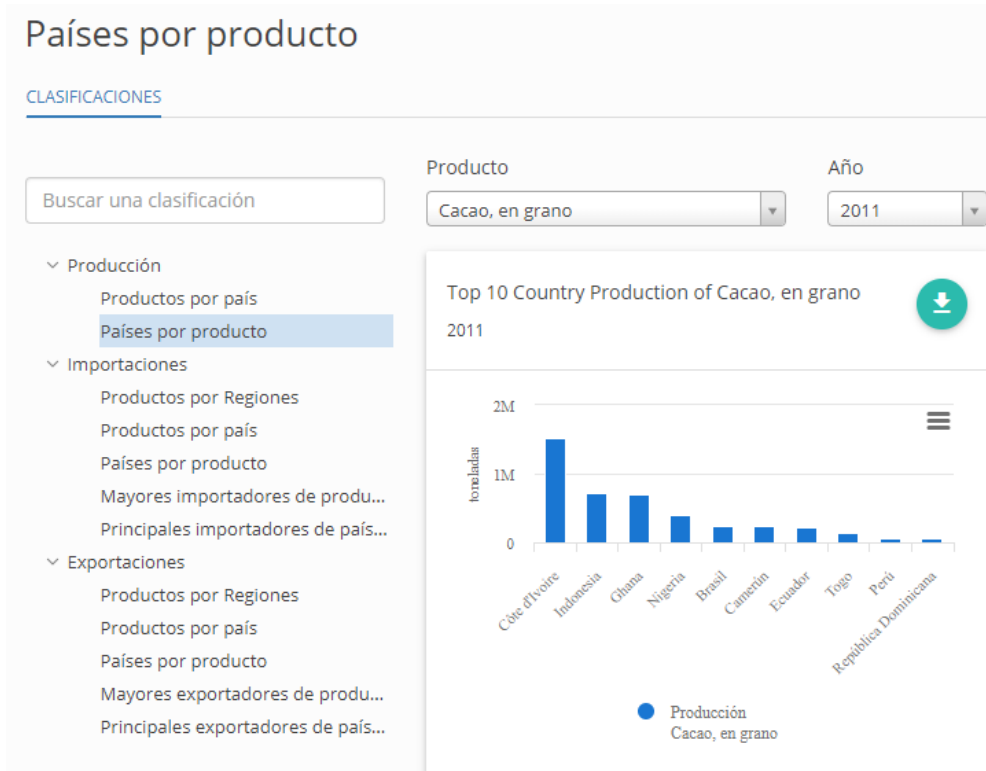 Países por producto
CLASIFICACIONES
Buscar una clasificación
Producción
Productos por país
Países por producto
Importaciones
Productos por Regiones
Productos por país
Países por producto
Mayores importadores de produ...
Principales importadores de país...
Exportaciones
Productos por Regiones
Productos por país
Países por producto
Mayores exportadores de produ...
Principales exportadores de país...
Producto
Cacao, en grano
Año
2011
Top 10 Country Production of Cacao, en grano
2011
toneladas
2M
1M
0
Côte d'Ivoire
Indonesia
Ghana
Nigeria
Brasil
Camerún
Ecuador
Togo
Perú
República Dominicana
Producción
Cacao, en grano